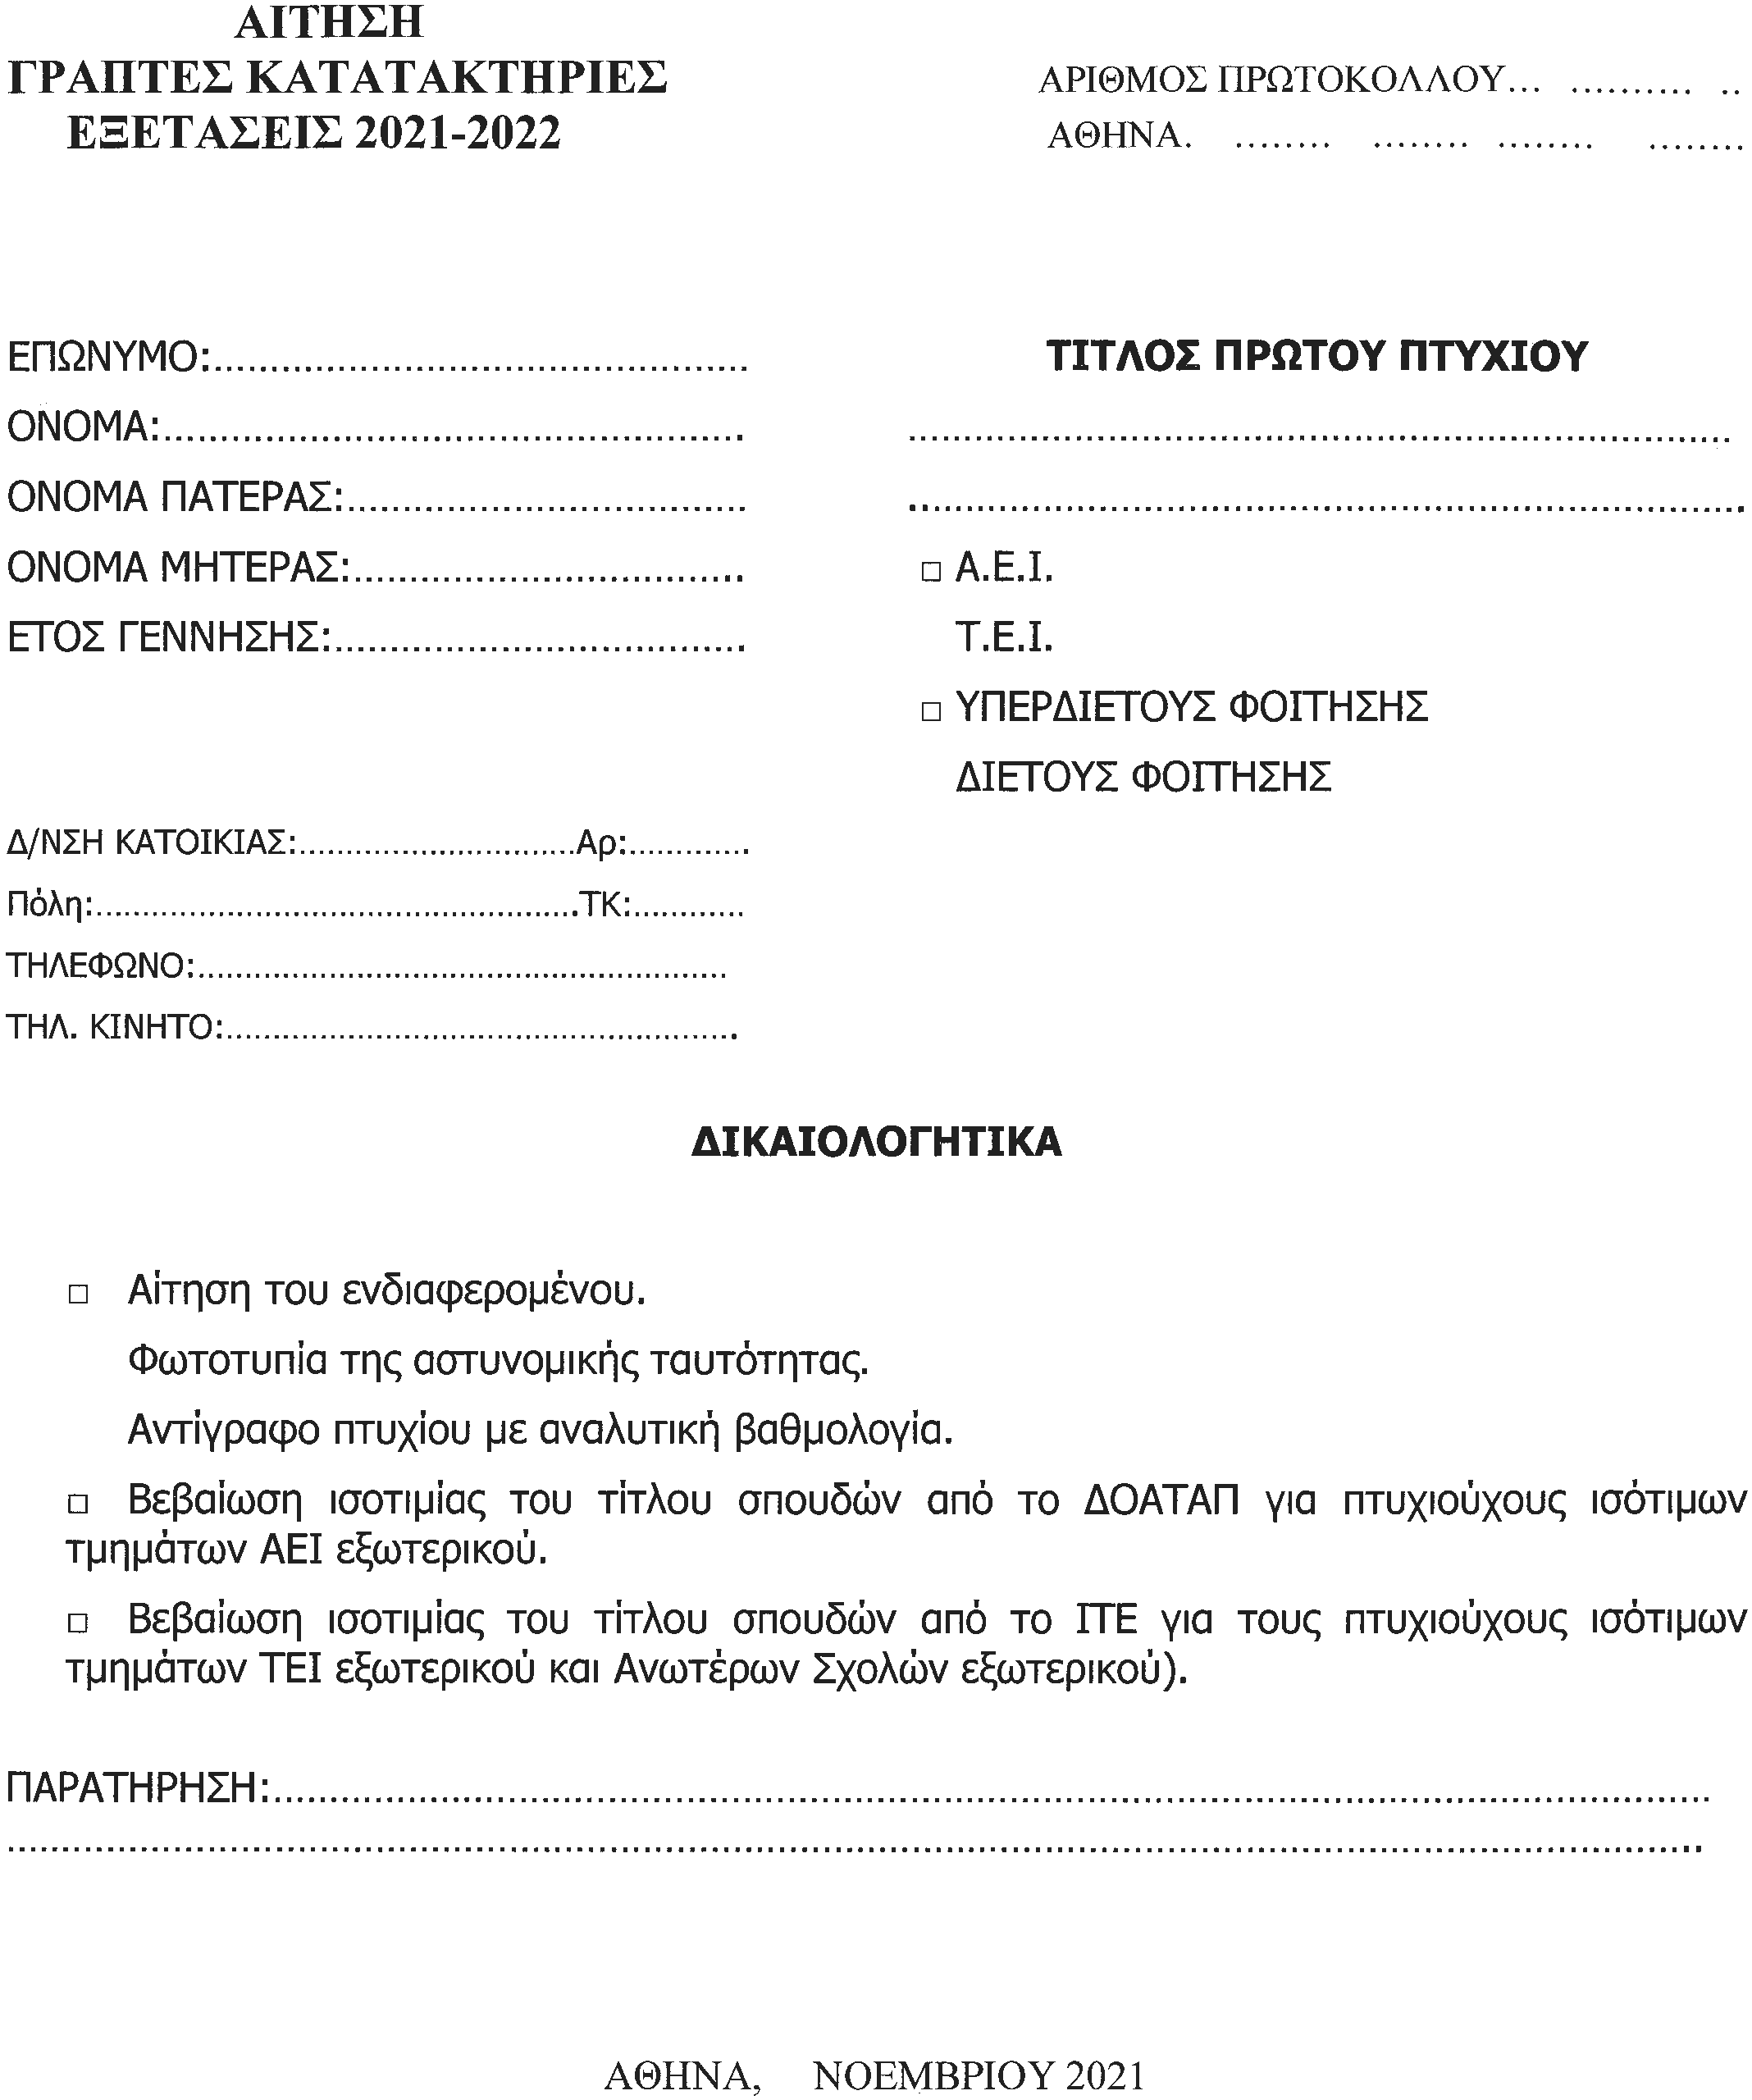 ΑΙΤΗΣΗ
ΓΡΑΠΤΕΣ ΚΑΤΑΤΑΚΤΗΡΙΕΣ
ΕΞΕΤΑΣΕΙΣ 2021-2022
ΑΡΙΘΜΟΣ ΠΡΩΤΟΚΟΛΛΟΥ... .......... ..
ΑΘΗΝΑ. ........ ........ ........ ........
ΕΠΩΝΥΜΟ:................................................
ΟΝΟΜΑ:....................................................
ΟΝΟΜΑ ΠΑΤΕΡΑΣ:....................................
ΟΝΟΜΑ ΜΗΤΕΡΑΣ:...................................
ΕΤΟΣ ΓΕΝΝΗΣΗΣ:.....................................
ΤΙΤΛΟΣ ΠΡΩΤΟΥ ΠΤΥΧΙΟΥ
..........................................................................
...........................................................................
□ Α.Ε.Ι.
Τ.Ε.Ι.
□ ΥΠΕΡΔΙΕΤΟΥΣ ΦΟΙΤΗΣΗΣ
ΔΙΕΤΟΥΣ ΦΟΙΤΗΣΗΣ
Δ/ΝΣΗ ΚΑΤΟΙΚΙΑΣ:.............................Αρ:.............
Πόλη:...................................................ΤΚ:............
ΤΗΛΕΦΩΝΟ:........................................................
ΤΗΛ. ΚΙΝΗΤΟ:......................................................
ΔΙΚΑΙΟΛΟΓΗΤΙΚΑ
□ Αίτηση του ενδιαφερομένου.
Φωτοτυπία της αστυνομικής ταυτότητας.
Αντίγραφο πτυχίου με αναλυτική βαθμολογία.
□ Βεβαίωση ισοτιμίας του τίτλου σπουδών από το ΔΟΑΤΑΠ για πτυχιούχους ισότιμων
τμημάτων ΑΕΙ εξωτερικού.
□ Βεβαίωση ισοτιμίας του τίτλου σπουδών από το ΙΤΕ για τους πτυχιούχους ισότιμων
τμημάτων ΤΕΙ εξωτερικού και Ανωτέρων Σχολών εξωτερικού).
ΠΑΡΑΤΗΡΗΣΗ:.................................................................................................................................
.........................................................................................................................................................
ΑΘΗΝΑ, ΝΟΕΜΒΡΙΟΥ 2021